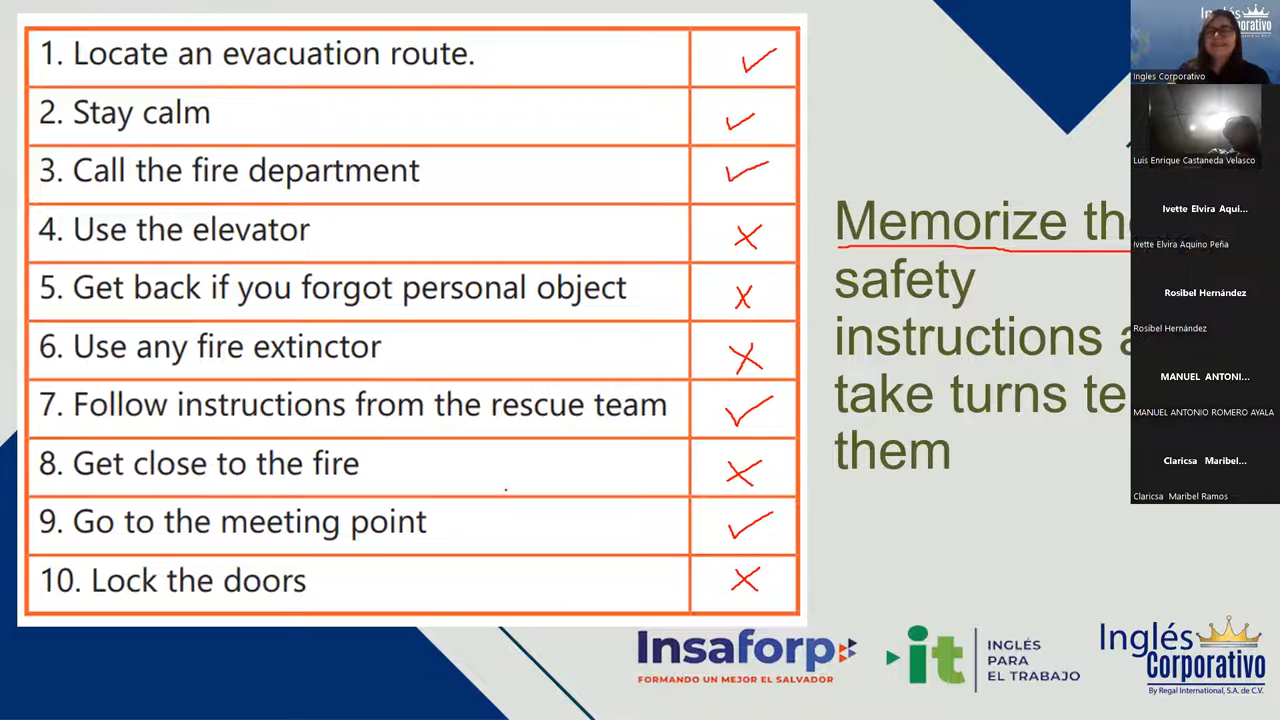 1. Locate an evacuation route.
2. Stay calm
3. Call the fire department
4. Use the elevator
5. Get back if you forgot personal object
6. Use any fire extinctor
7. Follow instructions from the rescue team
8. Get close to the fire
9. Go to the meeting point
10. Lock the doors
Memorize the
safety
instructions a
take turns te
them
Inglés
Ingles Corporativo
Luis Enrique Castaneda Velasco
Ivette Elvira Aqui...
Ivette Elvira Aquino Peña
Rosibel Hernández
Rosibel Hernández
MANUEL ANTONI...
MANUEL ANTONIO ROMERO AYALA
Claricsa Maribel...
Claricsa Maribel Ramos
Insaforp
FORMANDO UN MEJOR EL SALVADOR
it
INGLÉS
PARA
EL TRABAJO
Inglés
Corporativo
By Regal International, S.A. de C.V.